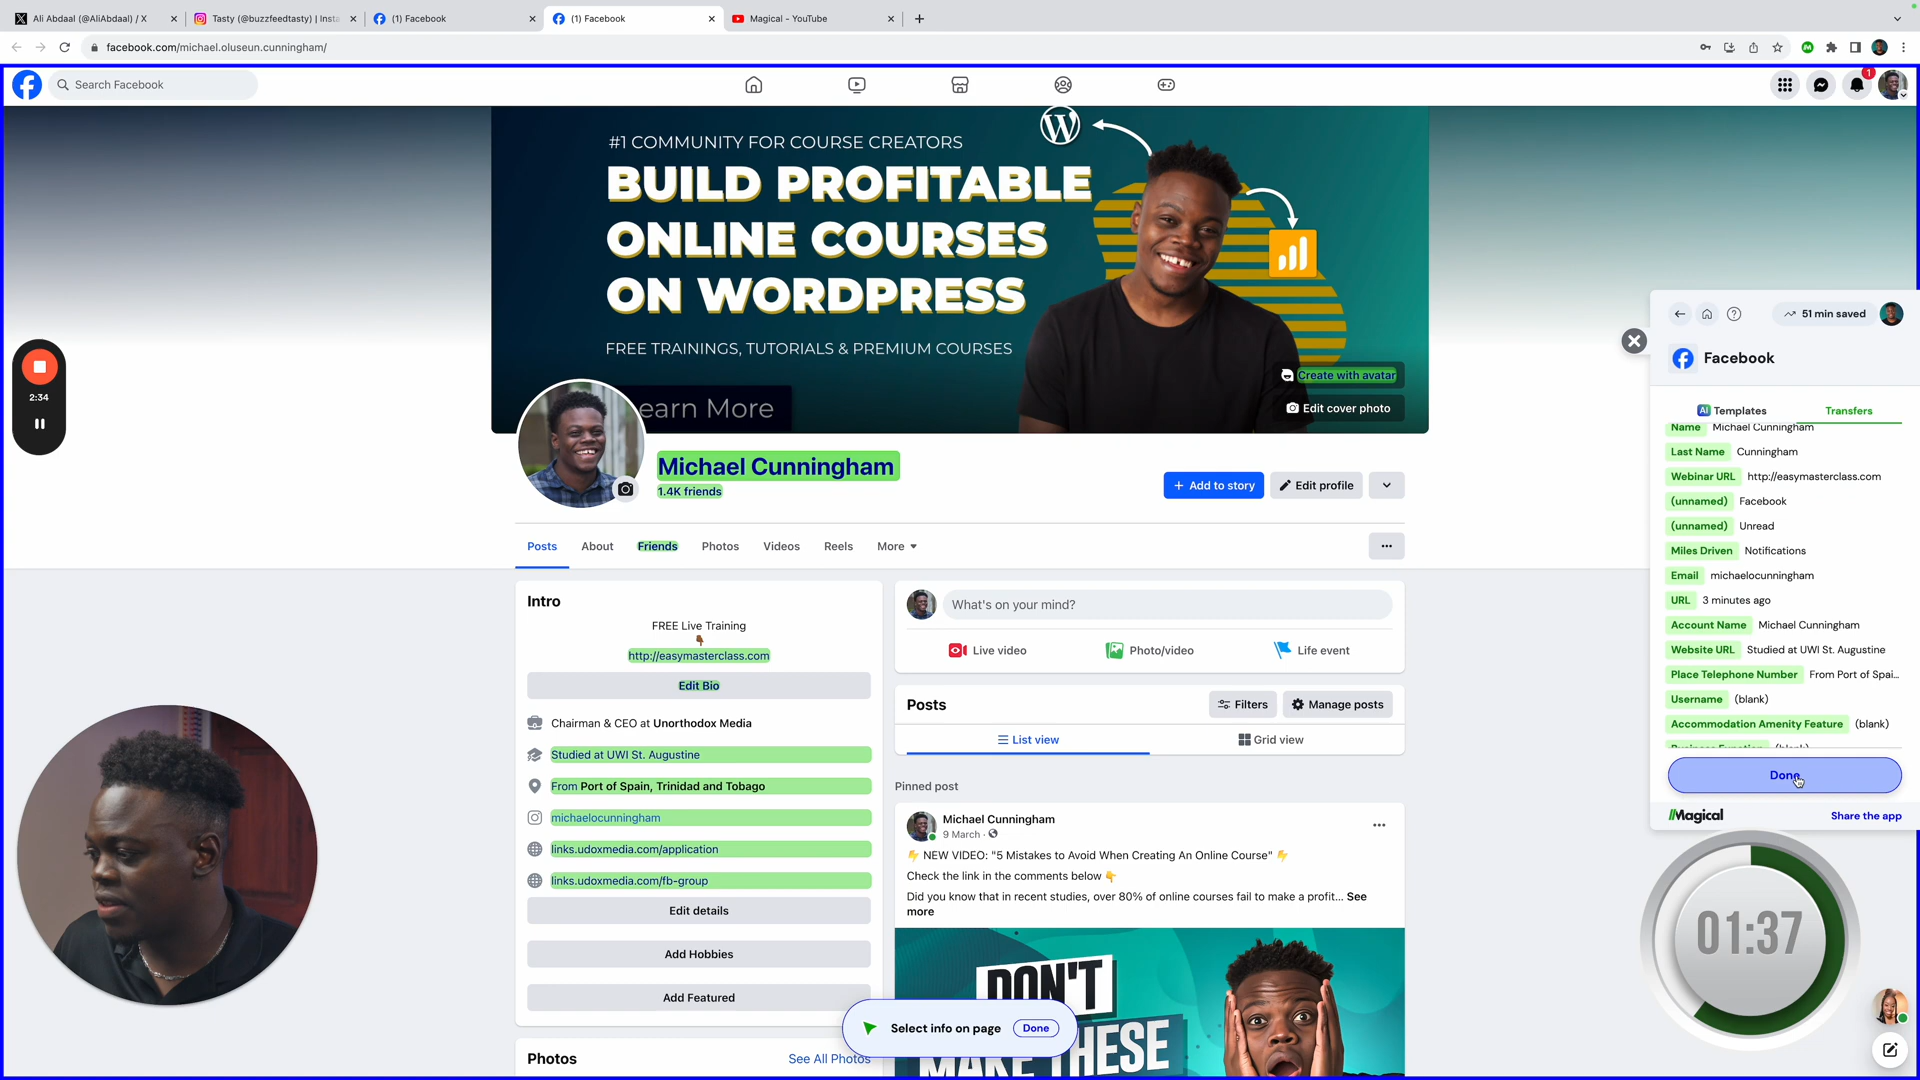 Ali Abdaal (@AliAbdaal) / X
Tasty (@buzzfeedtasty) | Insta
(1) Facebook
(1) Facebook
Magical - YouTube
facebook.com/michael.oluseun.cunningham/
Search Facebook
1
#1 COMMUNITY FOR COURSE CREATORS
BUILD PROFITABLE
ONLINE COURSES
ON WORDPRESS
FREE TRAININGS, TUTORIALS & PREMIUM COURSES
earn More
Create with avatar
Edit cover photo
Michael Cunningham
1.4K friends
+ Add to story
Edit profile
Posts
About
Friends
Photos
Videos
Reels
More
Intro
FREE Live Training
http://easymasterclass.com
Edit Bio
Chairman & CEO at Unorthodox Media
Studied at UWI St. Augustine
From Port of Spain, Trinidad and Tobago
michaelocunningham
links.udoxmedia.com/application
links.udoxmedia.com/fb-group
Edit details
Add Hobbies
Add Featured
Photos
See All Photos
What's on your mind?
Live video
Photo/video
Life event
Posts
Filters
Manage posts
List view
Grid view
Pinned post
Michael Cunningham
9 March ·
👇 NEW VIDEO: "5 Mistakes to Avoid When Creating An Online Course" 👇
Check the link in the comments below 👇
Did you know that in recent studies, over 80% of online courses fail to make a profit... See
more
DON'T
MAKE THESE
Select info on page
Done
2:34
51 min saved
Facebook
AI Templates
Transfers
Name Michael Cunningham
Last Name Cunningham
Webinar URL http://easymasterclass.com
(unnamed) Facebook
(unnamed) Unread
Miles Driven Notifications
Email michaelocunningham
URL 3 minutes ago
Account Name Michael Cunningham
Website URL Studied at UWI St. Augustine
Place Telephone Number From Port of Spai...
Username (blank)
Accommodation Amenity Feature (blank)
Business Function (blank)
Done
Magical
Share the app
01:37